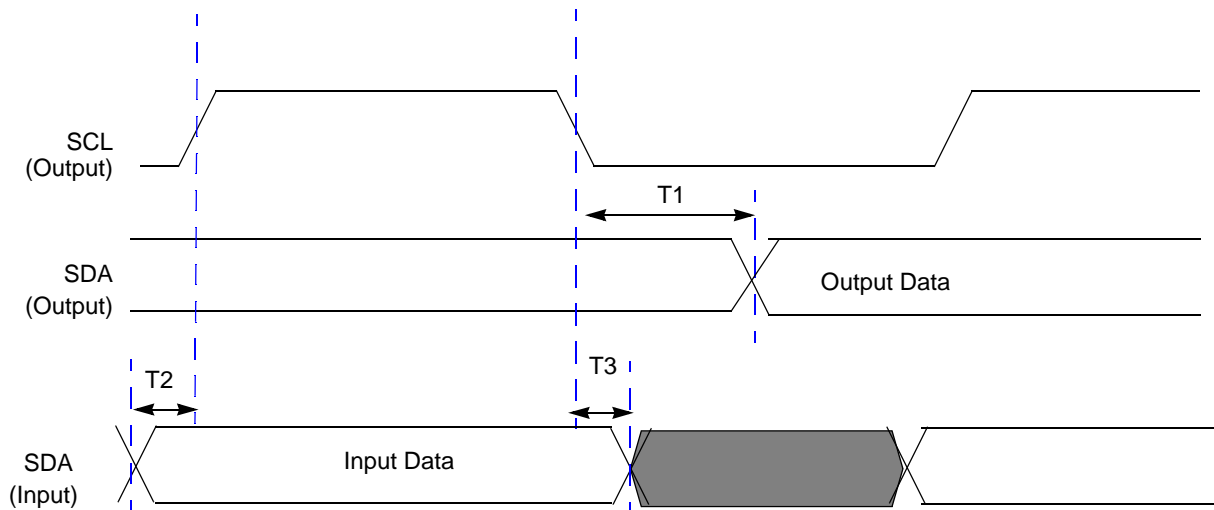 SCL
(Output)
T1
SDA
(Output)
Output Data
T2
T3
SDA
(Input)
Input Data